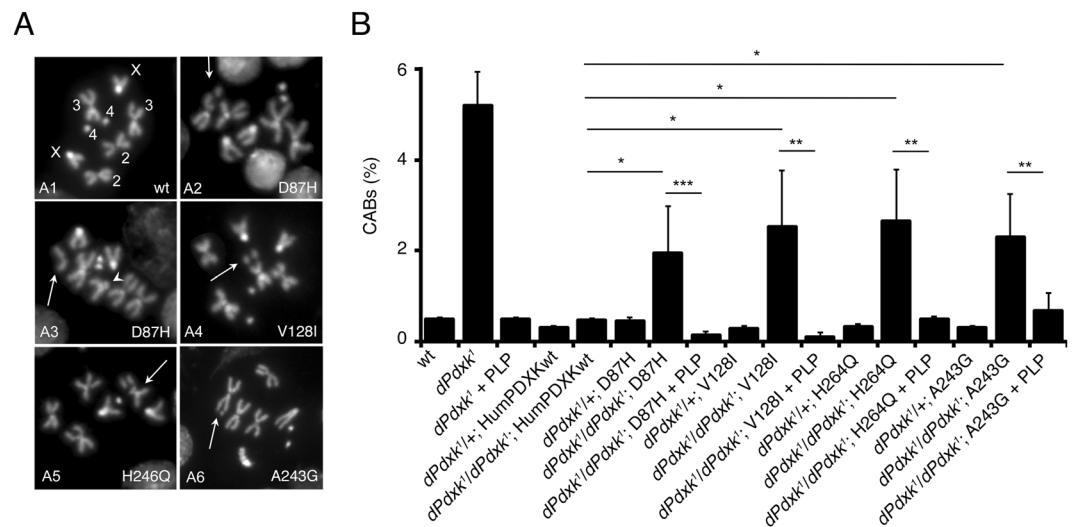 A
B
X
3
4
3
4
X
2
2
A1
wt
A2
D87H
A3
D87H
A4
V128I
A5
H246Q
A6
A243G
CABs (%)
6
4
2
0
*
*
*
*
***
**
**
**
wt
dPdxk¹
dPdxk¹ + PLP
dPdxk¹/+; HumPDXKwt
dPdxk¹/dPdxk¹; HumPDXKwt
dPdxk¹/+; D87H
dPdxk¹/dPdxk¹; D87H
dPdxk¹/dPdxk¹; D87H + PLP
dPdxk¹/+; V128I
dPdxk¹/dPdxk¹; V128I
dPdxk¹/dPdxk¹; V128I + PLP
dPdxk¹/+; H264Q
dPdxk¹/dPdxk¹; H264Q
dPdxk¹/dPdxk¹; H264Q + PLP
dPdxk¹/+; A243G
dPdxk¹/dPdxk¹; A243G
dPdxk¹/dPdxk¹; A243G + PLP